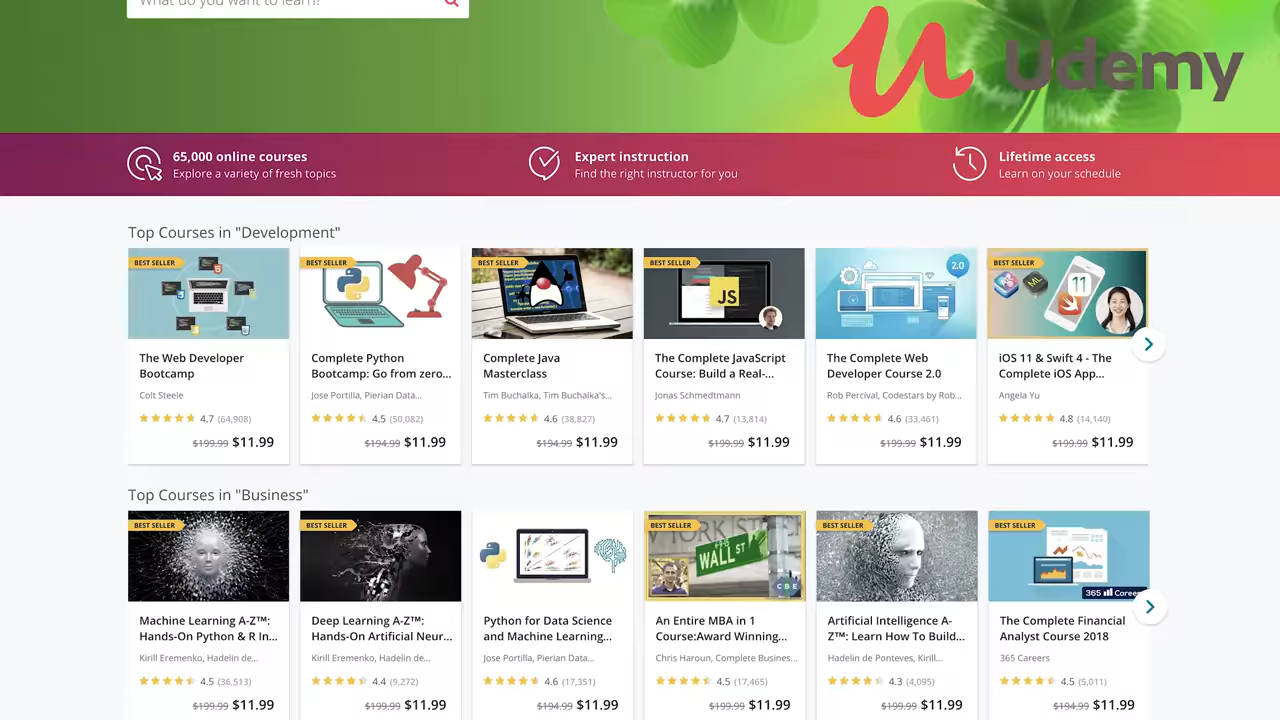 What do you want to learn?
Udemy
65,000 online courses
Explore a variety of fresh topics
Expert instruction
Find the right instructor for you
Lifetime access
Learn on your schedule
Top Courses in "Development"
BEST SELLER
The Web Developer
Bootcamp
Colt Steele
4.7 (64,908)
$199.99 $11.99
BEST SELLER
Complete Python
Bootcamp: Go from zero...
Jose Portilla, Pierian Data...
4.5 (50,082)
$194.99 $11.99
BEST SELLER
Complete Java
Masterclass
Tim Buchalka, Tim Buchalka's...
4.6 (38,827)
$194.99 $11.99
BEST SELLER
JS
The Complete JavaScript
Course: Build a Real-...
Jonas Schmedtmann
4.7 (13,814)
$199.99 $11.99
2.0
The Complete Web
Developer Course 2.0
Rob Percival, Codestars by Rob...
4.6 (33,461)
$199.99 $11.99
BEST SELLER
ML
11
iOS 11 & Swift 4 - The
Complete iOS App...
Angela Yu
4.8 (14,140)
$199.99 $11.99
Top Courses in "Business"
BEST SELLER
Machine Learning A-Z™:
Hands-On Python & R In...
Kirill Eremenko, Hadelin de...
4.5 (36,513)
$199.99 $11.99
BEST SELLER
Deep Learning A-Z™:
Hands-On Artificial Neur...
Kirill Eremenko, Hadelin de...
4.4 (9,272)
$199.99 $11.99
Python for Data Science
and Machine Learning...
Jose Portilla, Pierian Data...
4.6 (17,351)
$194.99 $11.99
BEST SELLER
WALL ST
CBE
An Entire MBA in 1
Course:Award Winning...
Chris Haroun, Complete Busines...
4.5 (17,465)
$199.99 $11.99
BEST SELLER
Artificial Intelligence A-
Z™: Learn How To Build...
Hadelin de Ponteves, Kirill...
4.3 (4,095)
$199.99 $11.99
BEST SELLER
365 Career
The Complete Financial
Analyst Course 2018
365 Careers
4.5 (5,011)
$194.99 $11.99